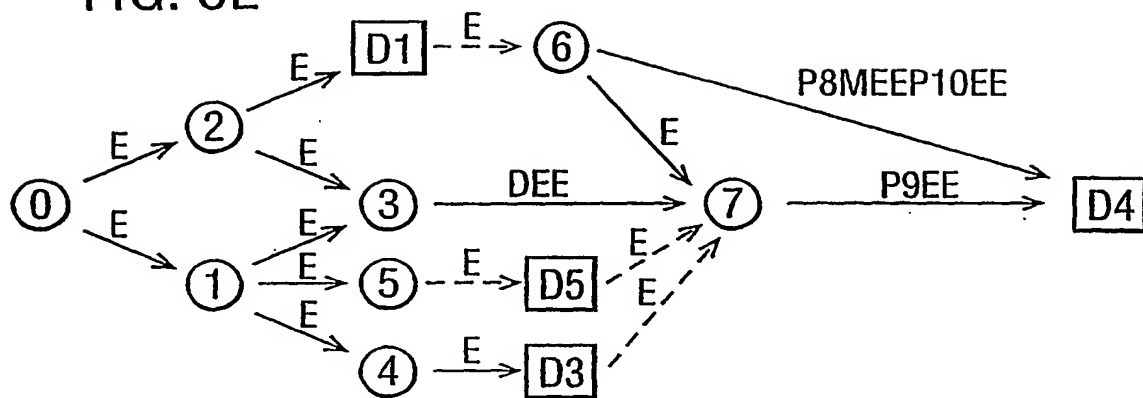 FIG. 6E
D1 E 6
E P8MEEP10EE
2
E E E
0 3 DEE 7 P9EE D4
E E E
1 E 5 E D5 E
E
4 E D3